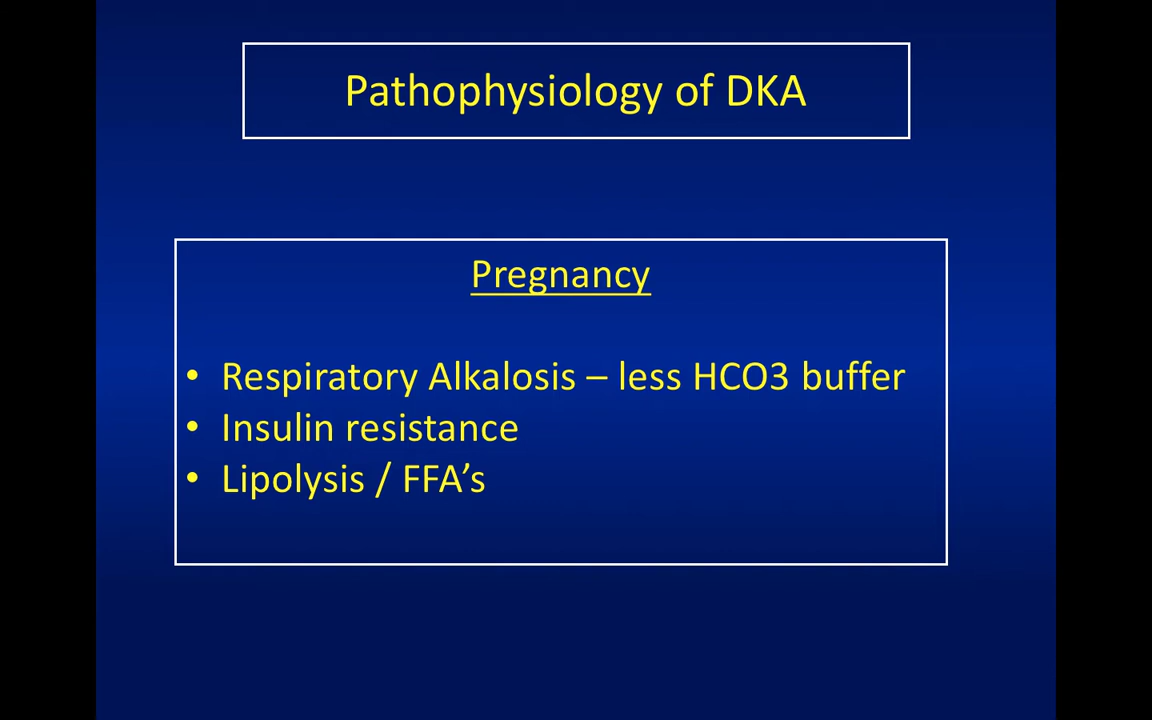 Pathophysiology of DKA
Pregnancy
• Respiratory Alkalosis – less HCO3 buffer
• Insulin resistance
• Lipolysis / FFA’s